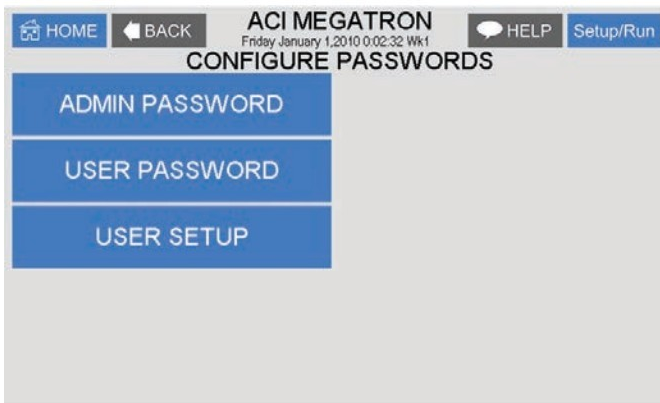 HOME
BACK
ACI MEGATRON
Friday January 1,2010 0:02:32 Wk1
HELP
Setup/Run
CONFIGURE PASSWORDS
ADMIN PASSWORD
USER PASSWORD
USER SETUP